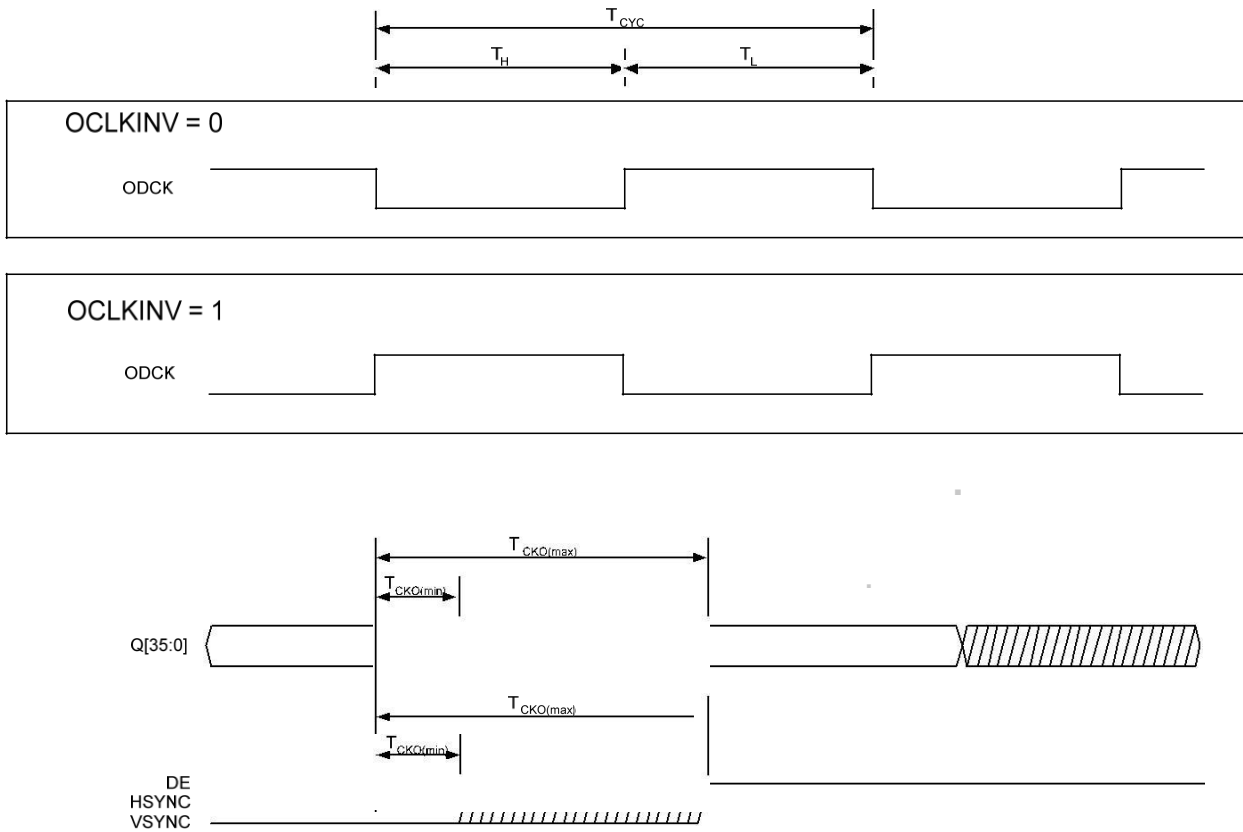 T_CYC
T_H T_L
OCLKINV = 0
ODCK
OCLKINV = 1
ODCK
T_CKO(max)
T_CKO(min)
Q[35:0]
T_CKO(max)
T_CKO(min)
DE
HSYNC
VSYNC